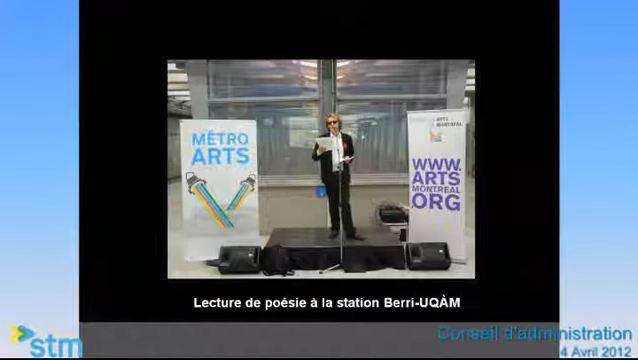 MÉTRO
ARTS
ARTS
MONTRÉAL
WWW.
ARTS
MONTREAL
.ORG
Lecture de poésie à la station Berri-UQÀM
stm
Conseil d'administration
4 Avril 2012